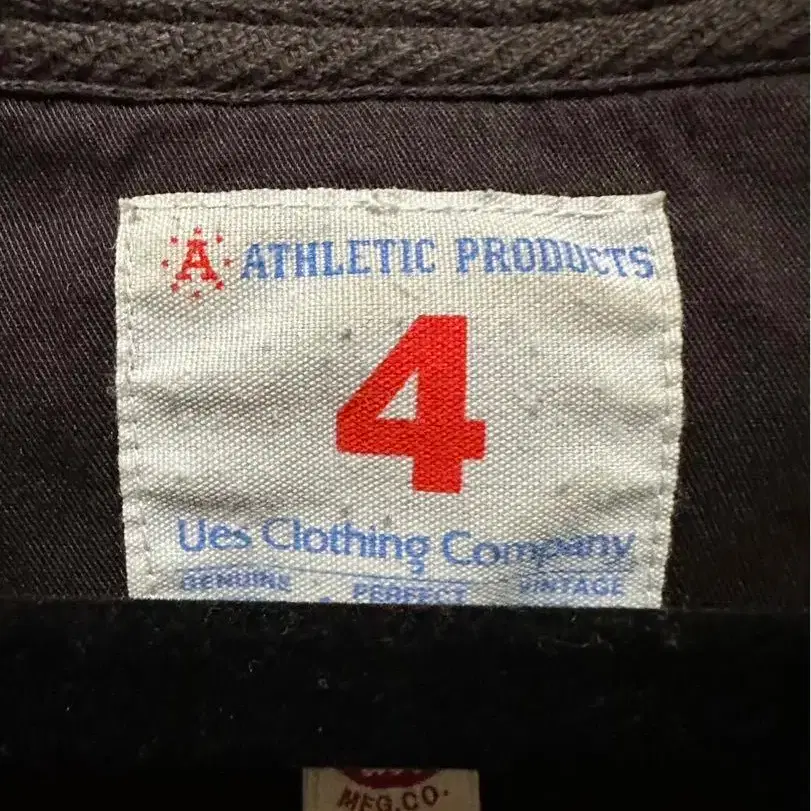 A ATHLETIC PRODUCTS
4
Ues Clothing Company
GENUINE · PERFECT VINTAGE
MFG.CO.